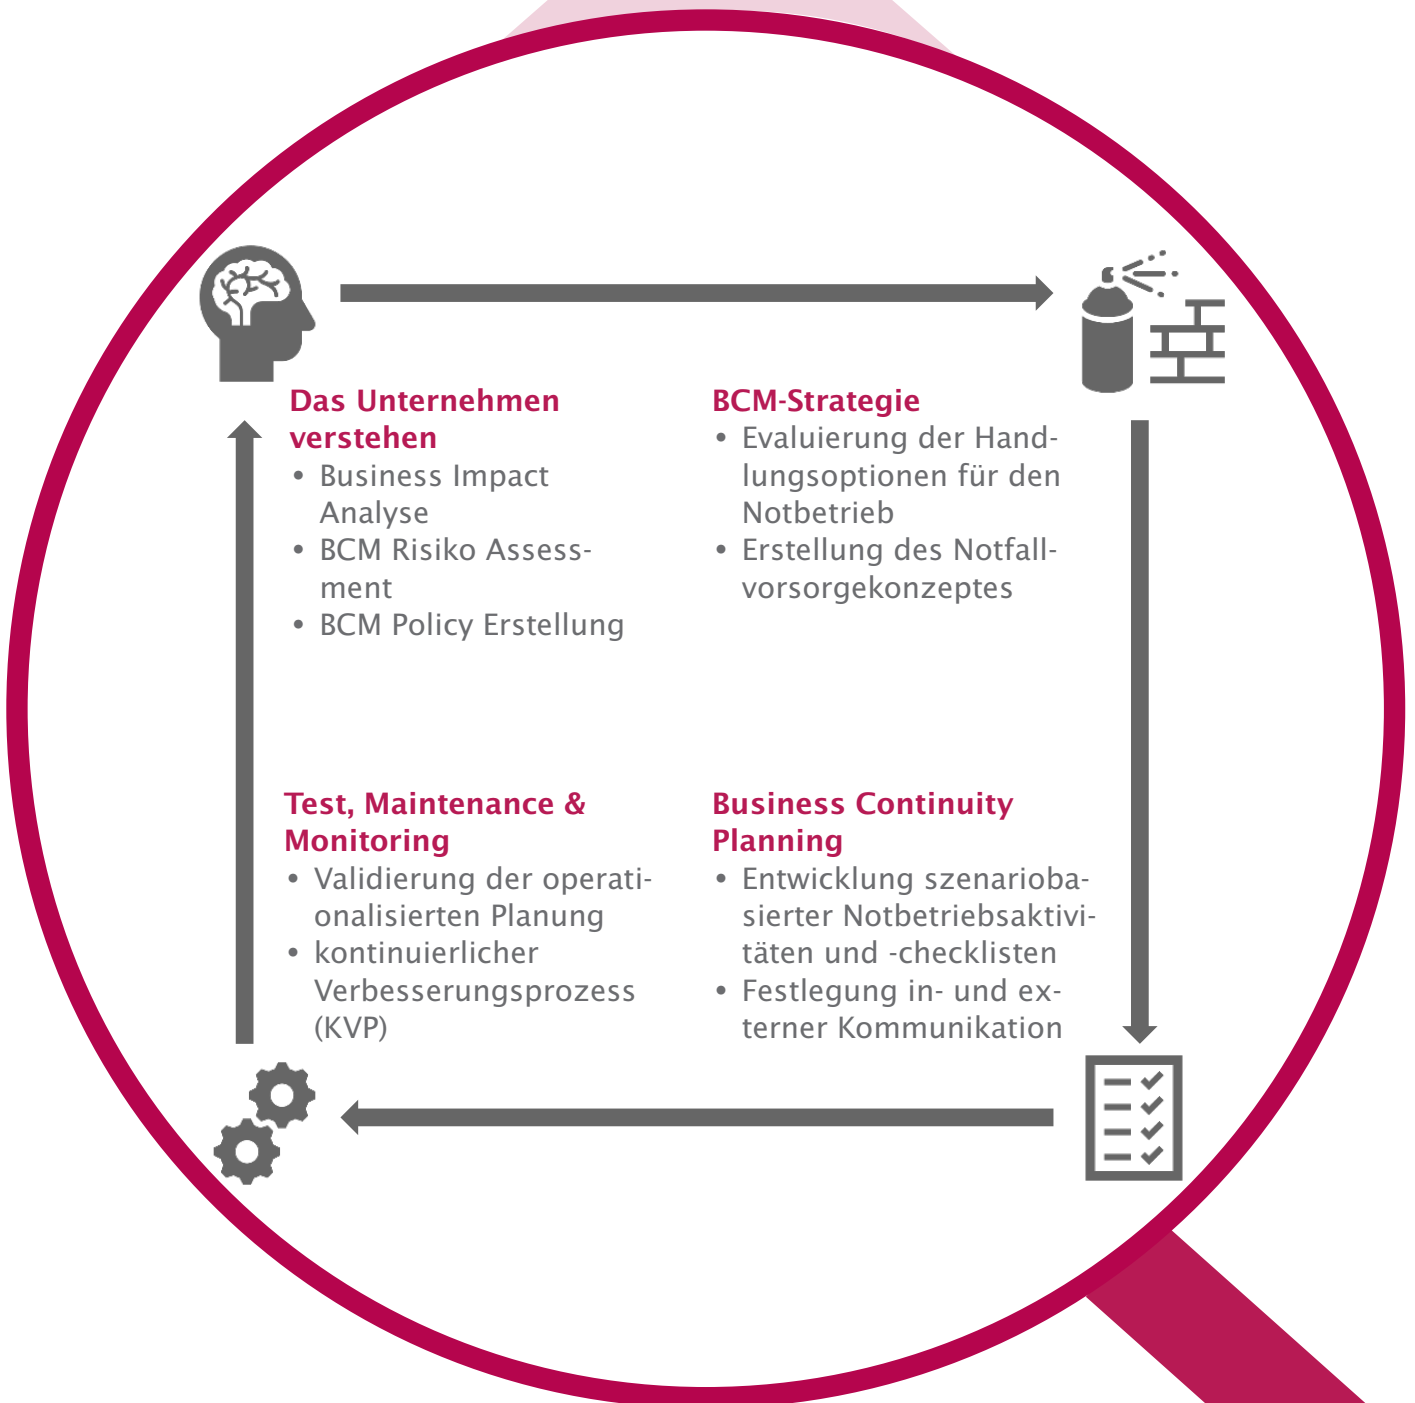 Das Unternehmen
verstehen
• Business Impact
Analyse
• BCM Risiko Assess-
ment
• BCM Policy Erstellung
BCM-Strategie
• Evaluierung der Hand-
lungsoptionen für den
Notbetrieb
• Erstellung des Notfall-
vorsorgekonzeptes
Test, Maintenance &
Monitoring
• Validierung der operati-
onalisierten Planung
• kontinuierlicher
Verbesserungsprozess
(KVP)
Business Continuity
Planning
• Entwicklung szenarioba-
sierter Notbetriebsaktivi-
täten und -checklisten
• Festlegung in- und ex-
terner Kommunikation